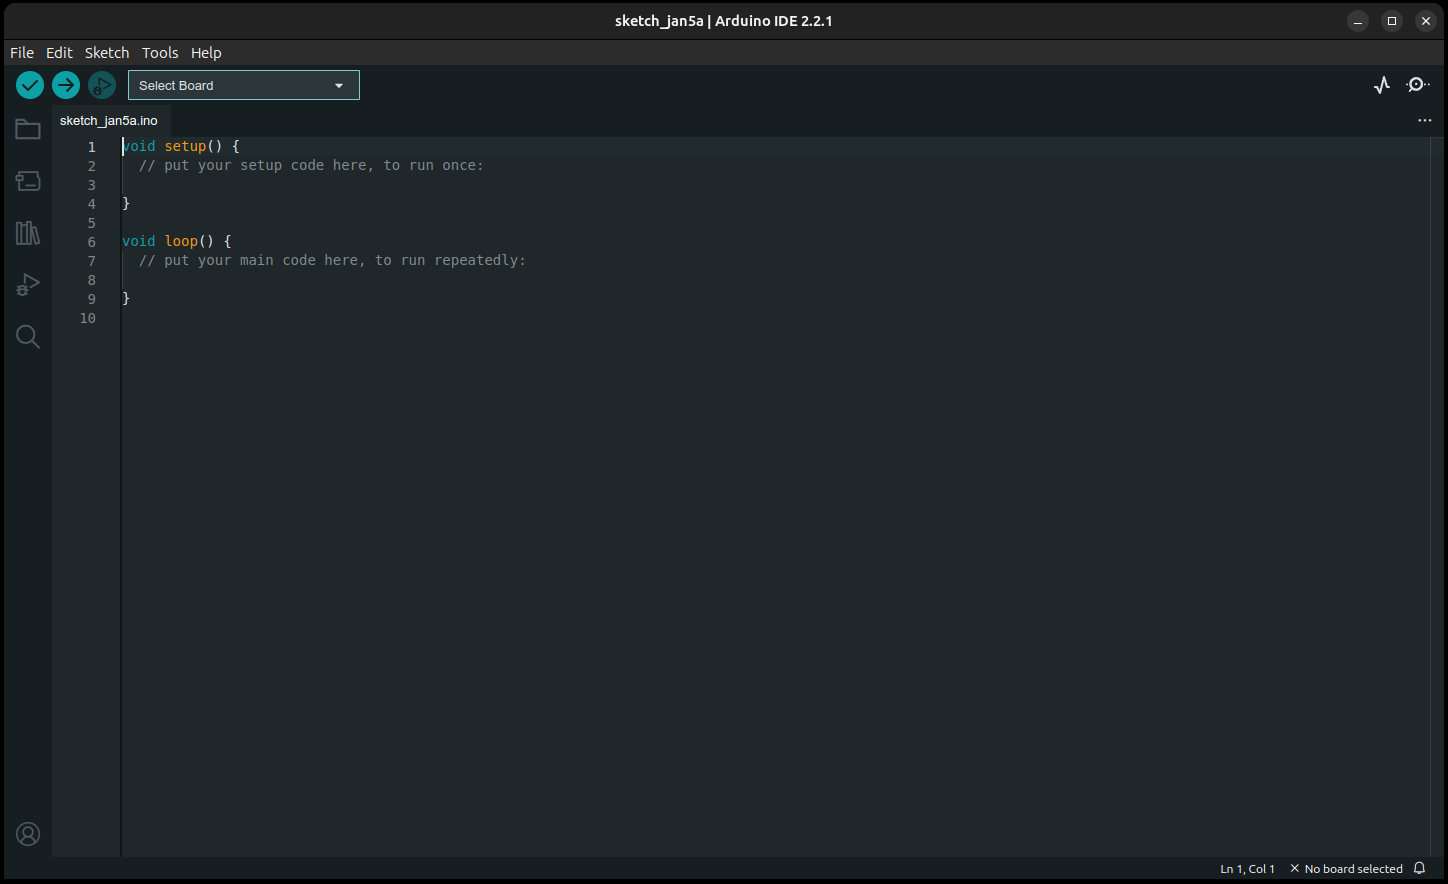 sketch_jan5a | Arduino IDE 2.2.1
File Edit Sketch Tools Help
Select Board
sketch_jan5a.ino
1 void setup() {
2   // put your setup code here, to run once:
3
4 }
5
6 void loop() {
7   // put your main code here, to run repeatedly:
8
9 }
10
Ln 1, Col 1 No board selected